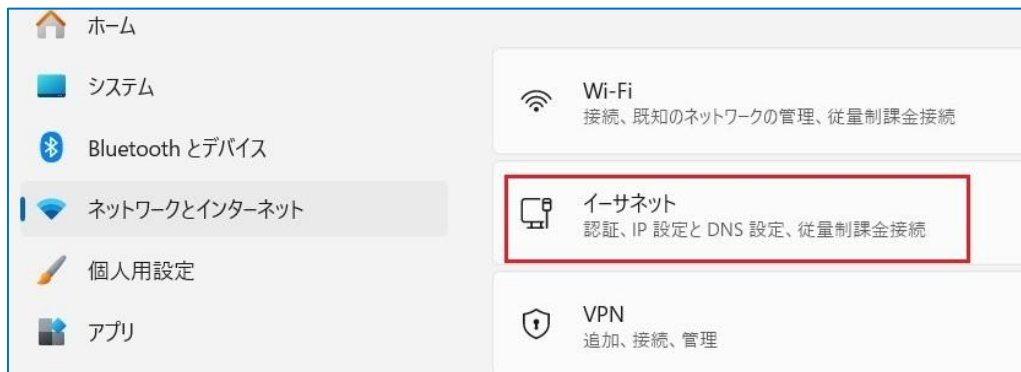 ホーム
システム
Bluetooth とデバイス
ネットワークとインターネット
個人用設定
アプリ
Wi-Fi
接続、既知のネットワークの管理、従量制課金接続
イーサネット
認証、IP 設定と DNS 設定、従量制課金接続
VPN
追加、接続、管理